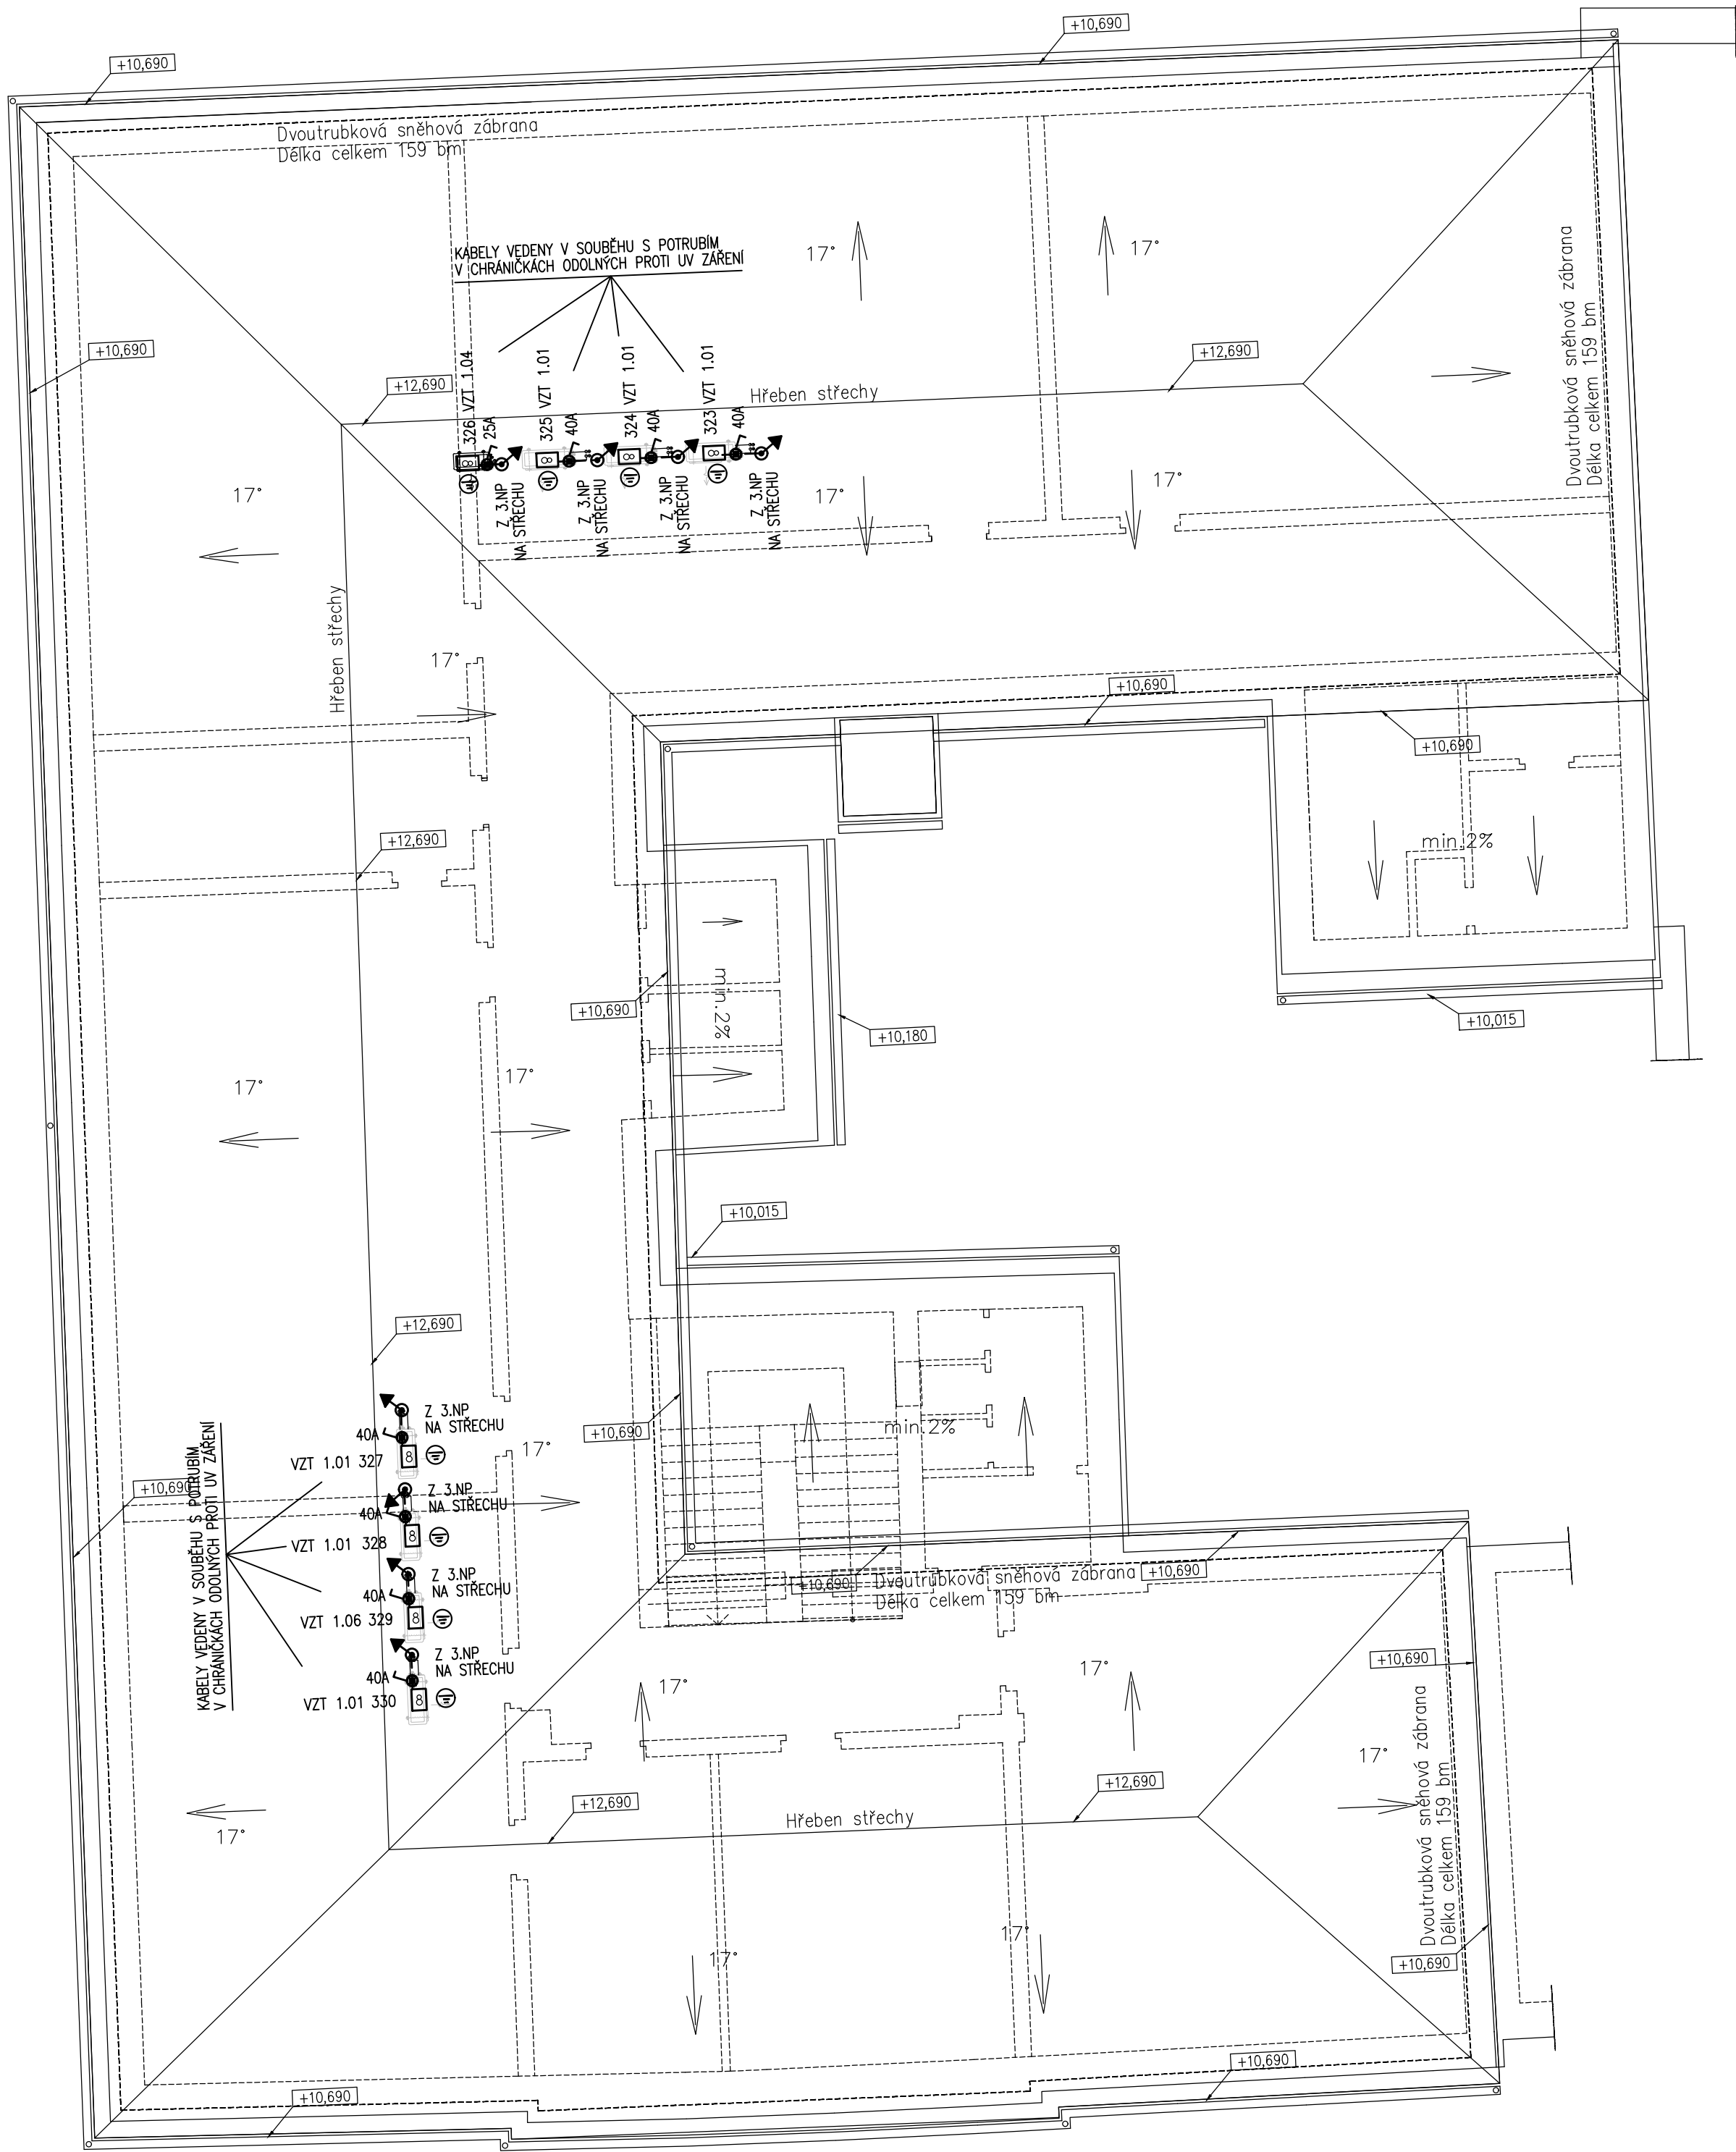 +10,690
+10,690
Dvoutrubková sněhová zábrana
Délka celkem 159 bm
KABELY VEDENY V SOUBĚHU S POTRUBÍM
V CHRÁNIČKÁCH ODOLNÝCH PROTI UV ZÁŘENÍ
17°
17°
Dvoutrubková sněhová zábrana
Délka celkem 159 bm
+10,690
+12,690
+12,690
Hřeben střechy
326 VZT 1.04
25A
325 VZT 1.01
40A
324 VZT 1.01
40A
323 VZT 1.01
40A
8
8
8
8
Z 3.NP
NA STŘECHU
Z 3.NP
NA STŘECHU
Z 3.NP
NA STŘECHU
Z 3.NP
NA STŘECHU
17°
17°
17°
Hřeben střechy
17°
+10,690
+10,690
+12,690
min.2%
+10,690
min.2%
+10,180
+10,015
17°
17°
+10,015
+12,690
Z 3.NP
NA STŘECHU
40A
VZT 1.01 327
8
+10,690
min.2%
17°
+10,690
KABELY VEDENY V SOUBĚHU S POTRUBÍM
V CHRÁNIČKÁCH ODOLNÝCH PROTI UV ZÁŘENÍ
Z 3.NP
NA STŘECHU
40A
VZT 1.01 328
8
Z 3.NP
NA STŘECHU
40A
VZT 1.06 329
8
Z 3.NP
NA STŘECHU
40A
VZT 1.01 330
8
+10,690
Dvoutrubková sněhová zábrana
Délka celkem 159 bm
+10,690
+10,690
17°
17°
17°
Dvoutrubková sněhová zábrana
Délka celkem 159 bm
+12,690
+12,690
Hřeben střechy
17°
17°
17°
+10,690
+10,690
+10,690